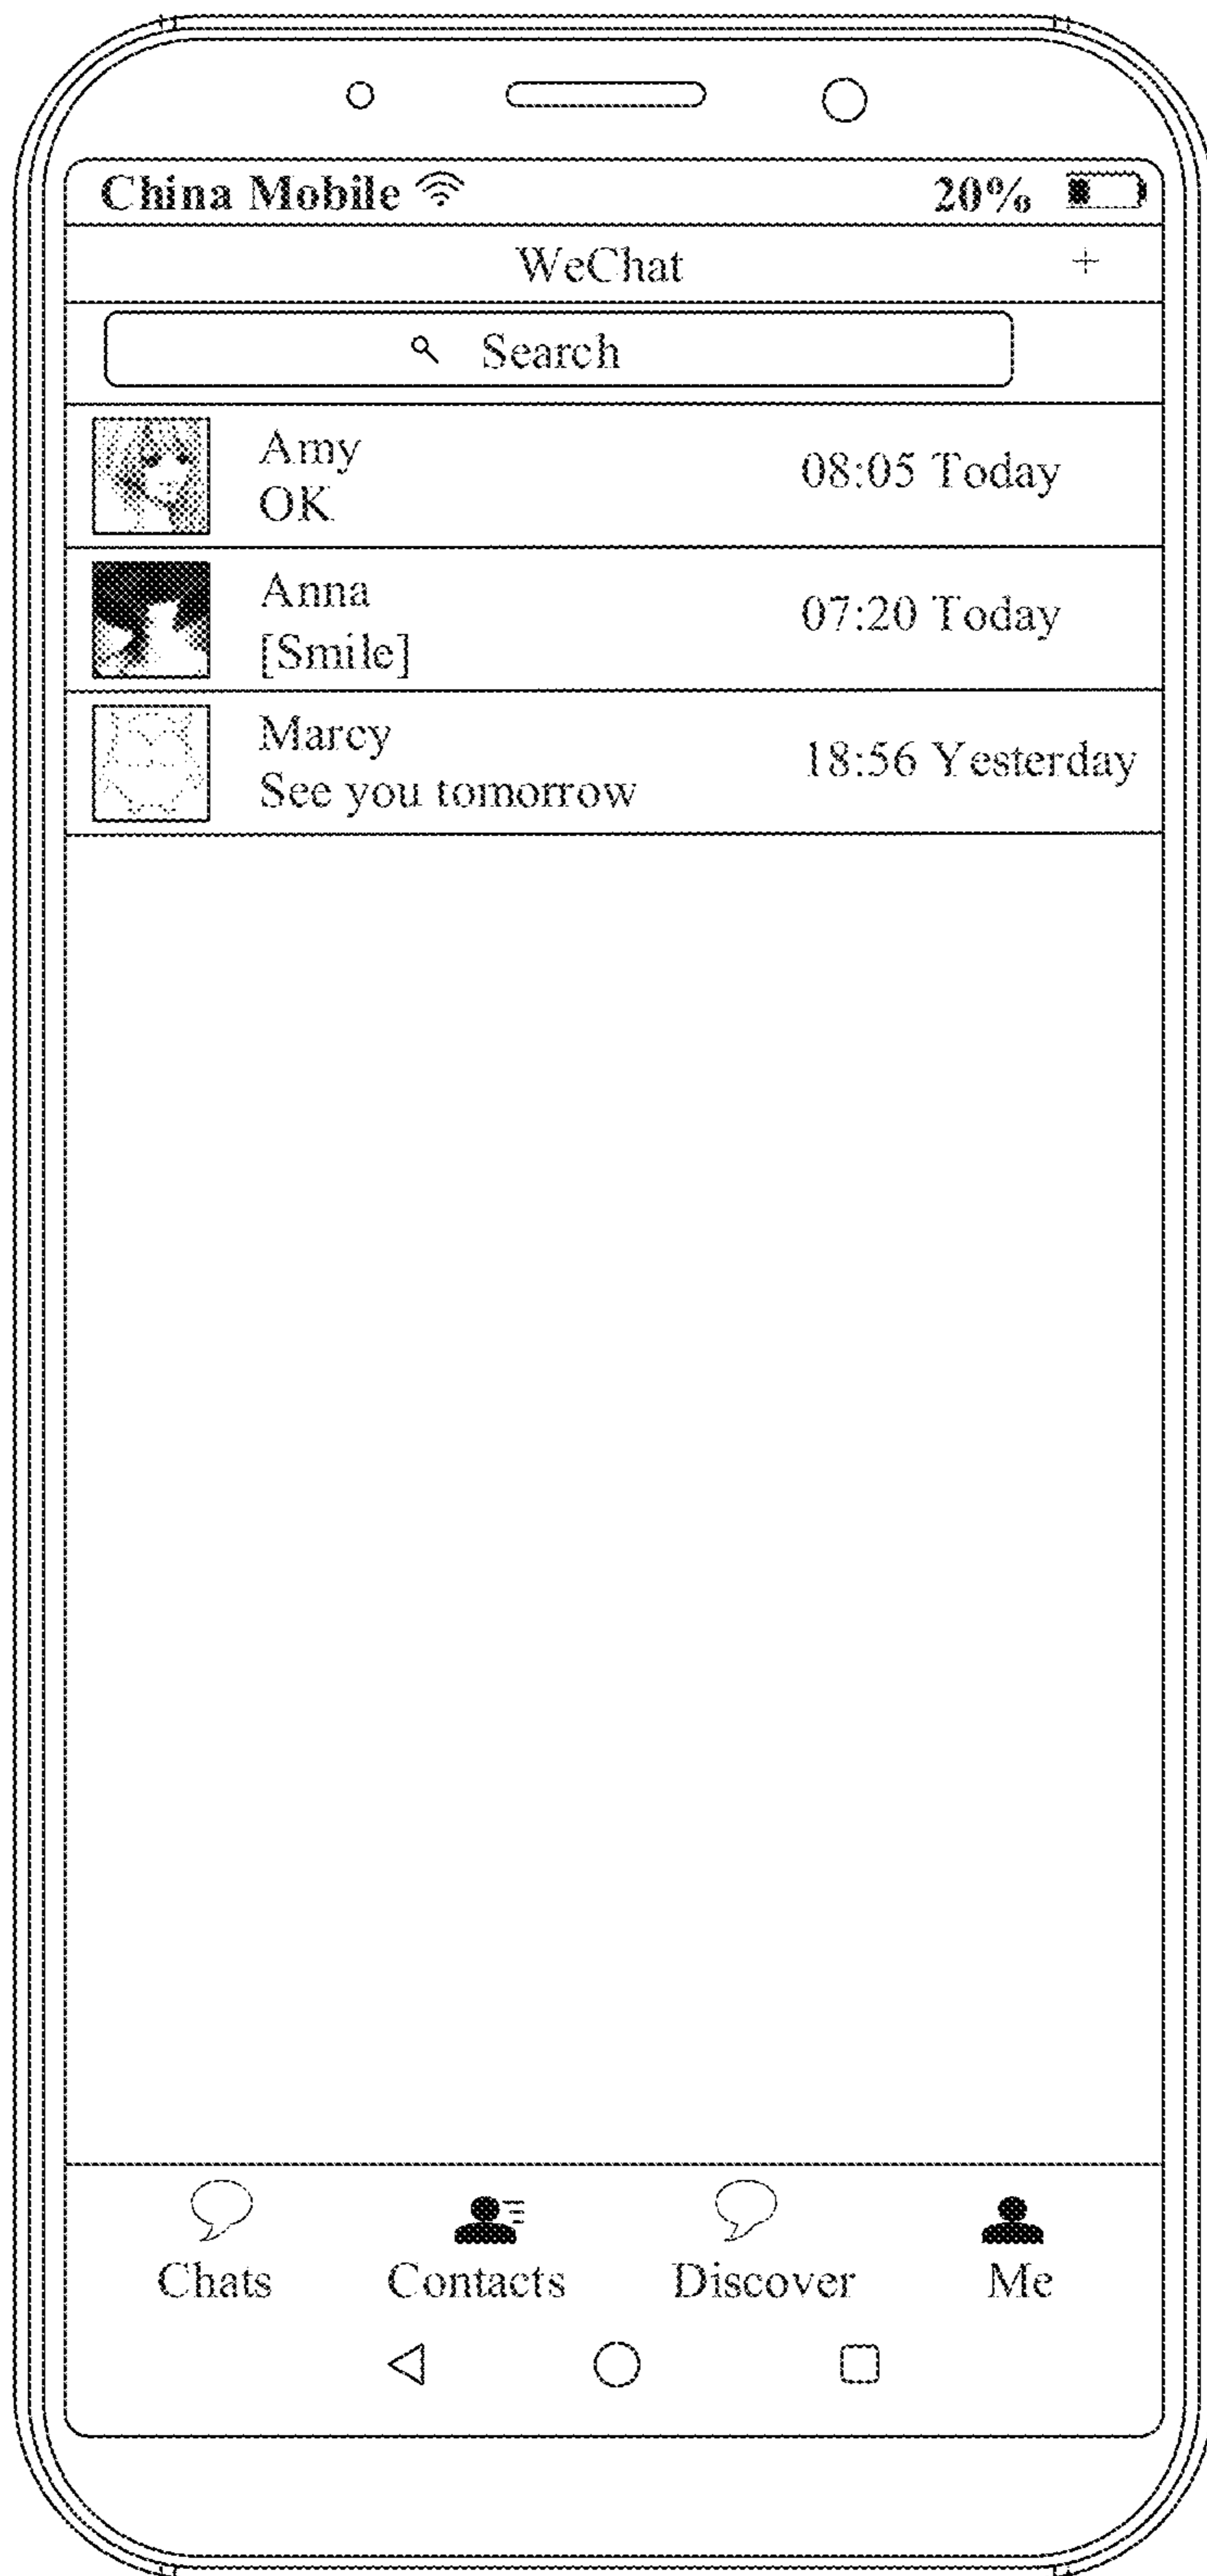 China Mobile 20%
WeChat +
Search
Amy
OK
08:05 Today
Anna
[Smile]
07:20 Today
Marcy
See you tomorrow
18:56 Yesterday
Chats Contacts Discover Me